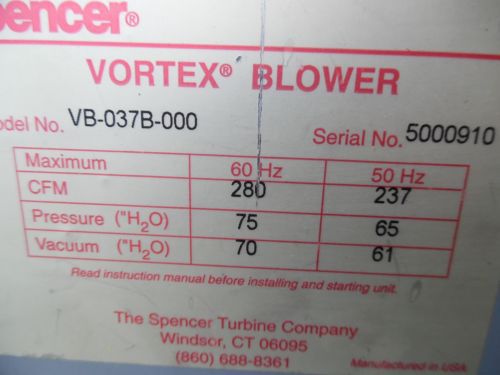 Spencer®
VORTEX® BLOWER
Model No. VB-037B-000
Serial No. 5000910
Maximum 60 Hz 50 Hz
CFM 280 237
Pressure ("H₂O) 75 65
Vacuum ("H₂O) 70 61
Read instruction manual before installing and starting unit.
The Spencer Turbine Company
Windsor, CT 06095
(860) 688-8361
Manufactured in USA